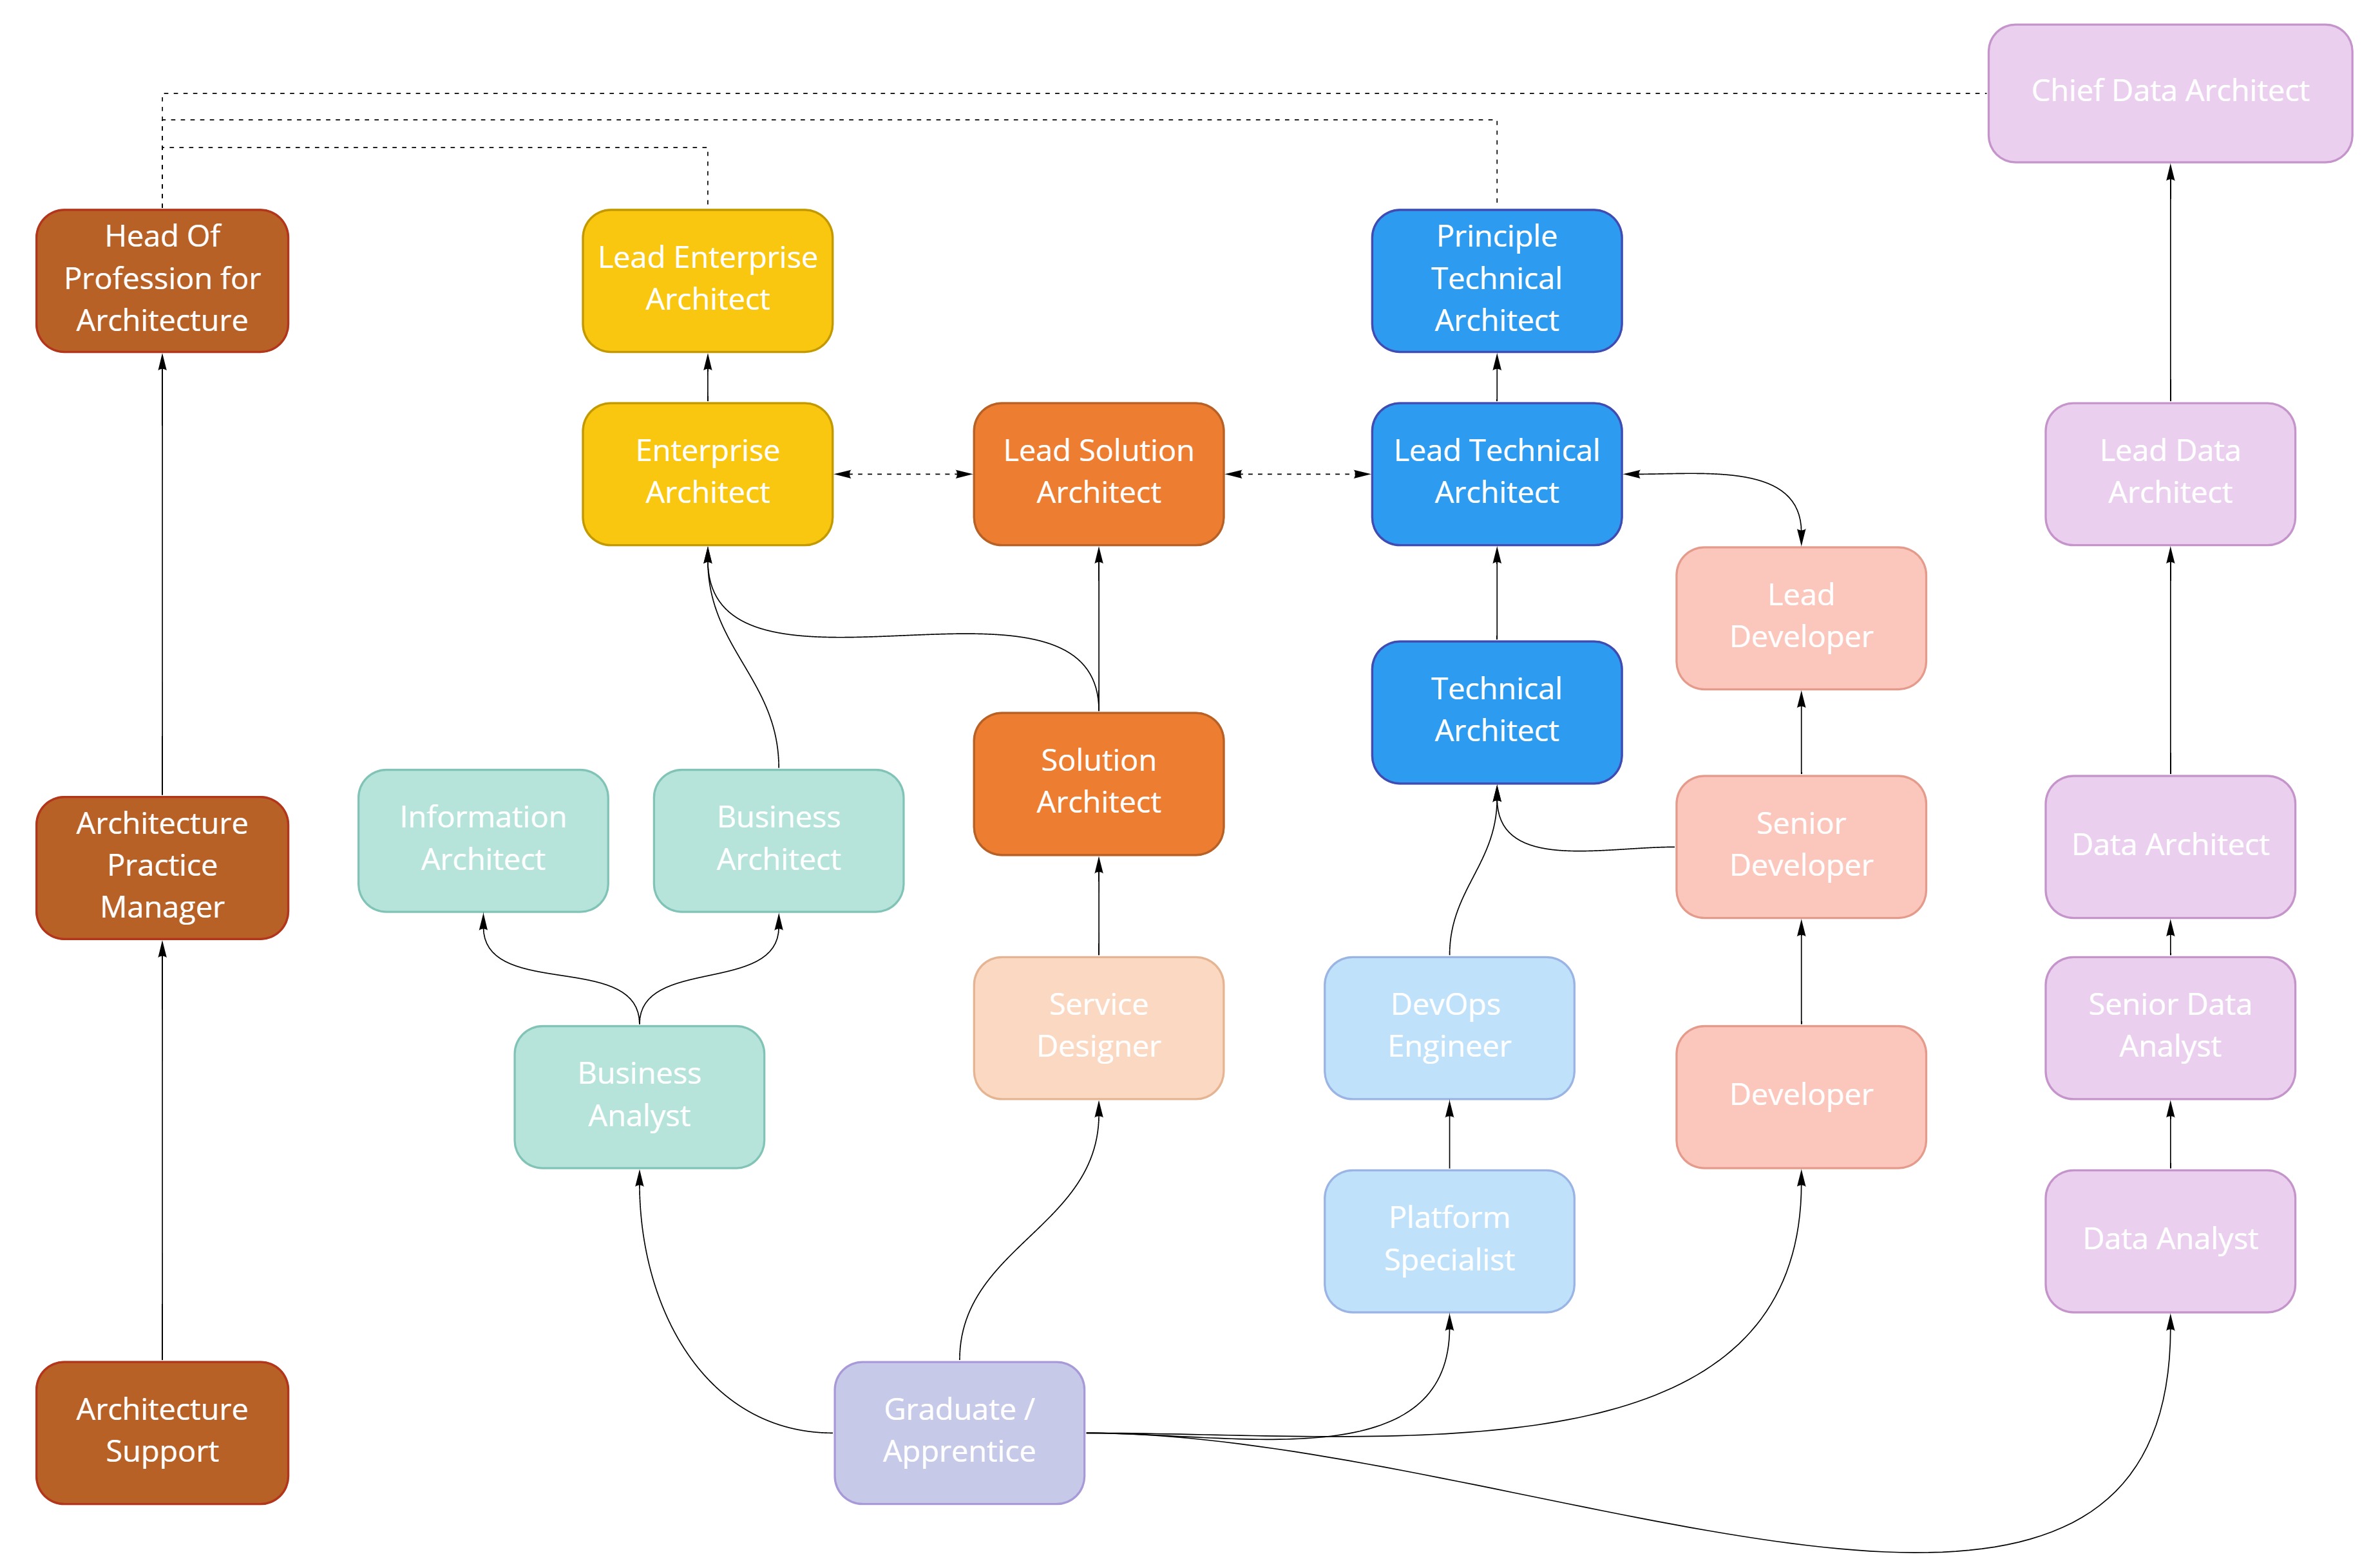 Chief Data Architect
Head Of
Profession for
Architecture
Lead Enterprise
Architect
Principle
Technical
Architect
Enterprise
Architect
Lead Solution
Architect
Lead Technical
Architect
Lead Data
Architect
Lead
Developer
Technical
Architect
Solution
Architect
Information
Architect
Business
Architect
Senior
Developer
Data Architect
Architecture
Practice
Manager
Service
Designer
DevOps
Engineer
Senior Data
Analyst
Business
Analyst
Developer
Platform
Specialist
Data Analyst
Architecture
Support
Graduate /
Apprentice